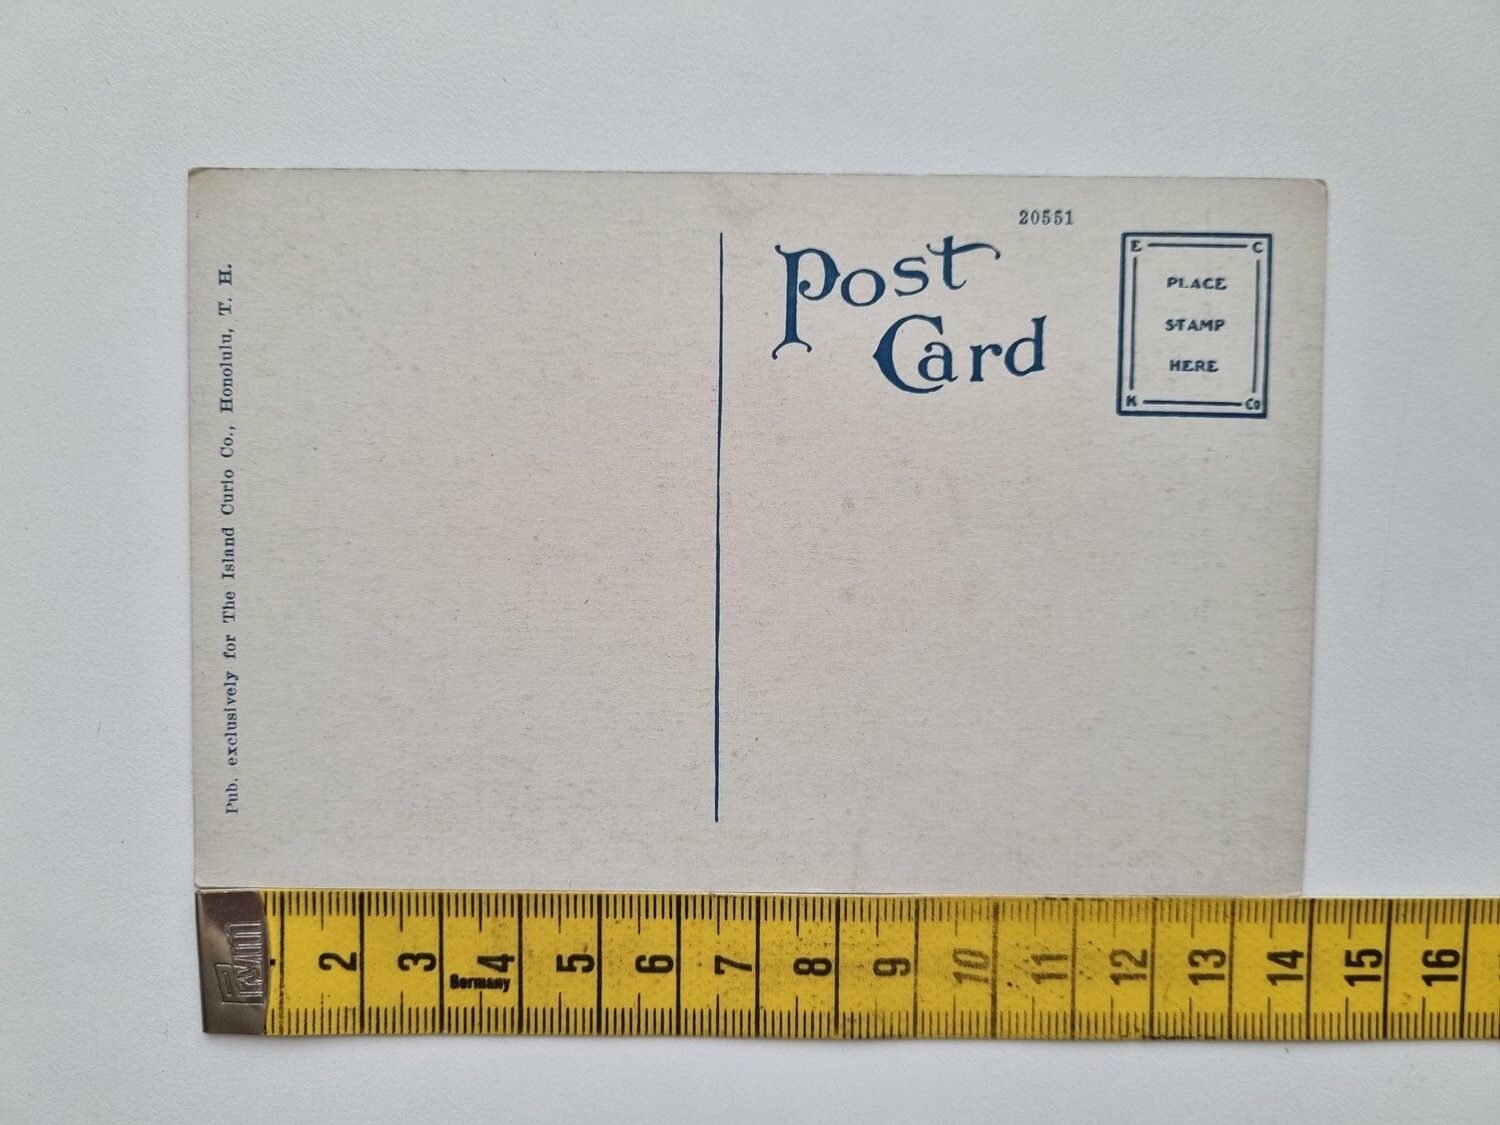 Pub. exclusively for The Island Curio Co., Honolulu, T. H.
20551
Post
Card
E C
PLACE
STAMP
HERE
K Co
Prym
2 3 4 5 6 7 8 9 10 11 12 13 14 15 16
Germany